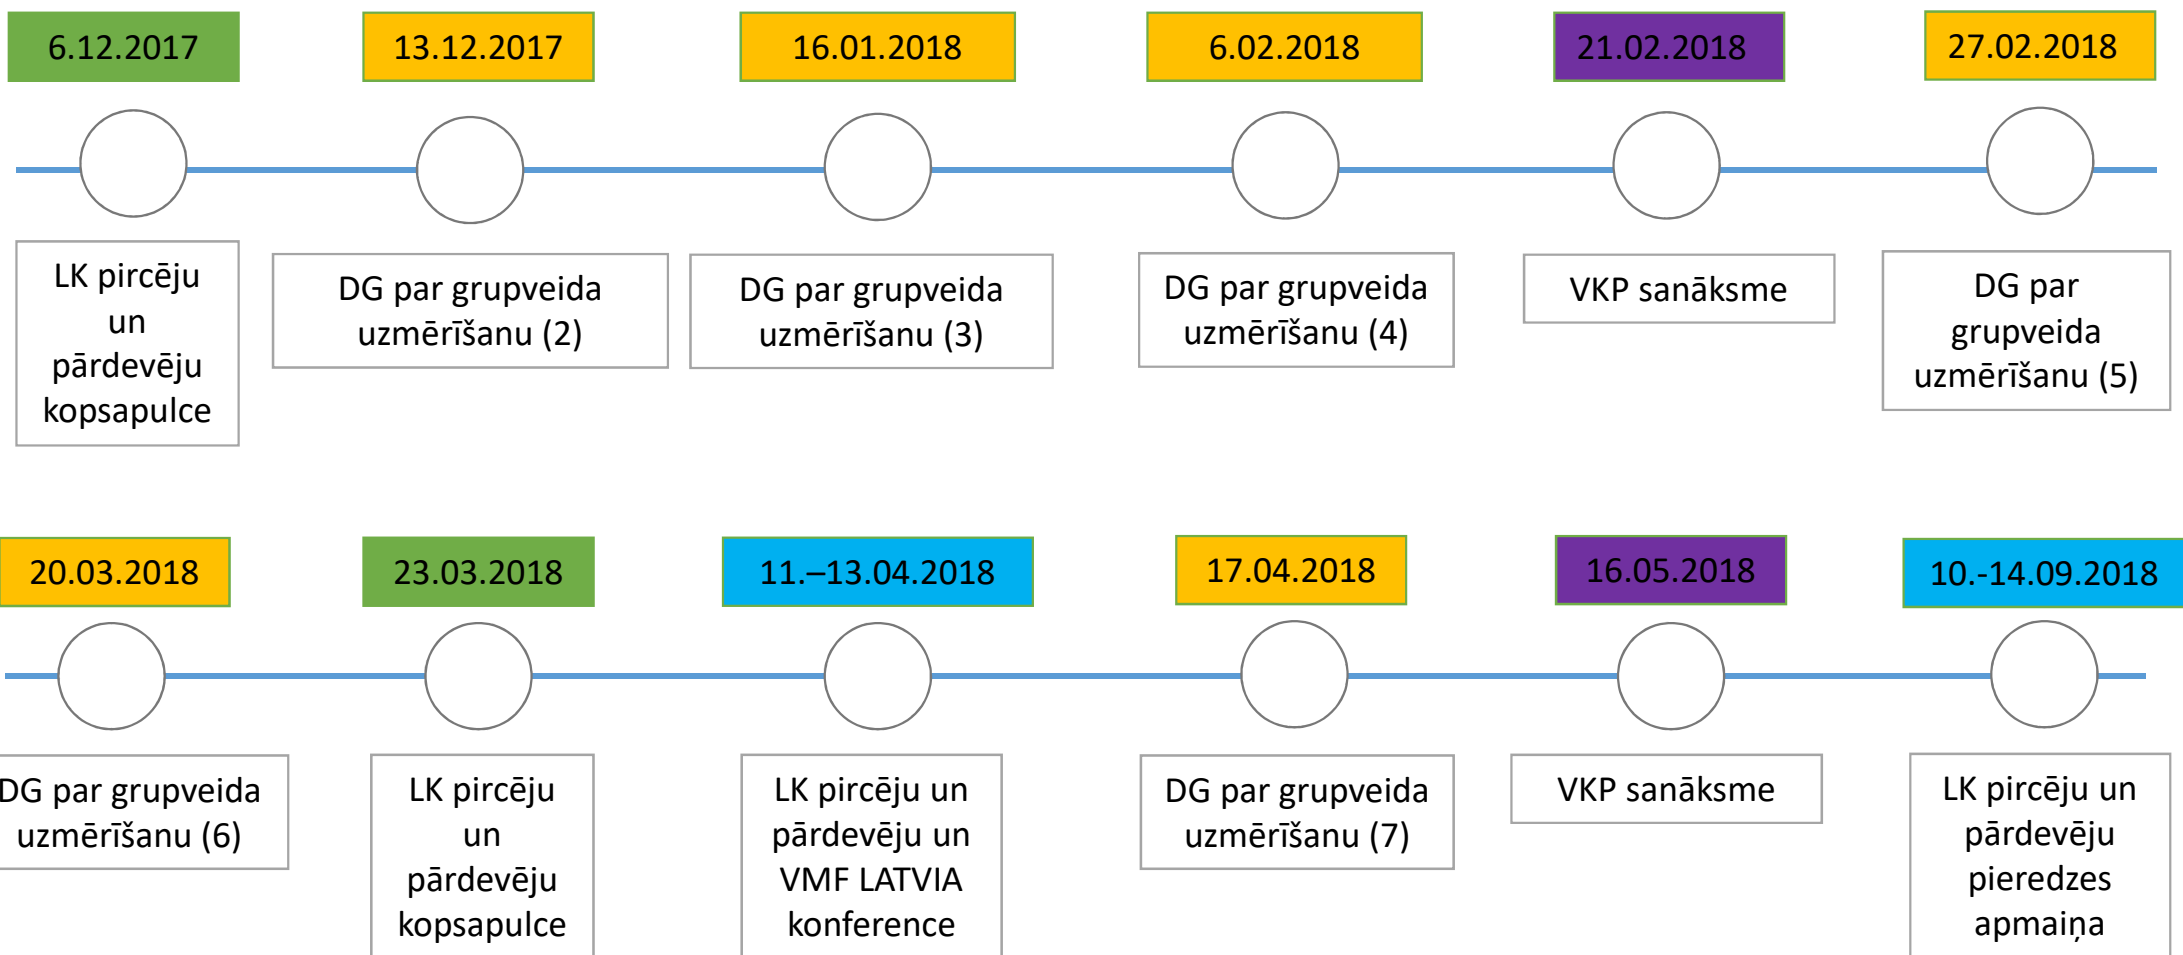 6.12.2017
13.12.2017
16.01.2018
6.02.2018
21.02.2018
27.02.2018
LK pircēju
un
pārdevēju
kopsapulce
DG par grupveida
uzmērīšanu (2)
DG par grupveida
uzmērīšanu (3)
DG par grupveida
uzmērīšanu (4)
VKP sanāksme
DG par
grupveida
uzmērīšanu (5)
20.03.2018
23.03.2018
11.–13.04.2018
17.04.2018
16.05.2018
10.-14.09.2018
DG par grupveida
uzmērīšanu (6)
LK pircēju
un
pārdevēju
kopsapulce
LK pircēju un
pārdevēju un
VMF LATVIA
konference
DG par grupveida
uzmērīšanu (7)
VKP sanāksme
LK pircēju un
pārdevēju
pieredzes
apmaiņa